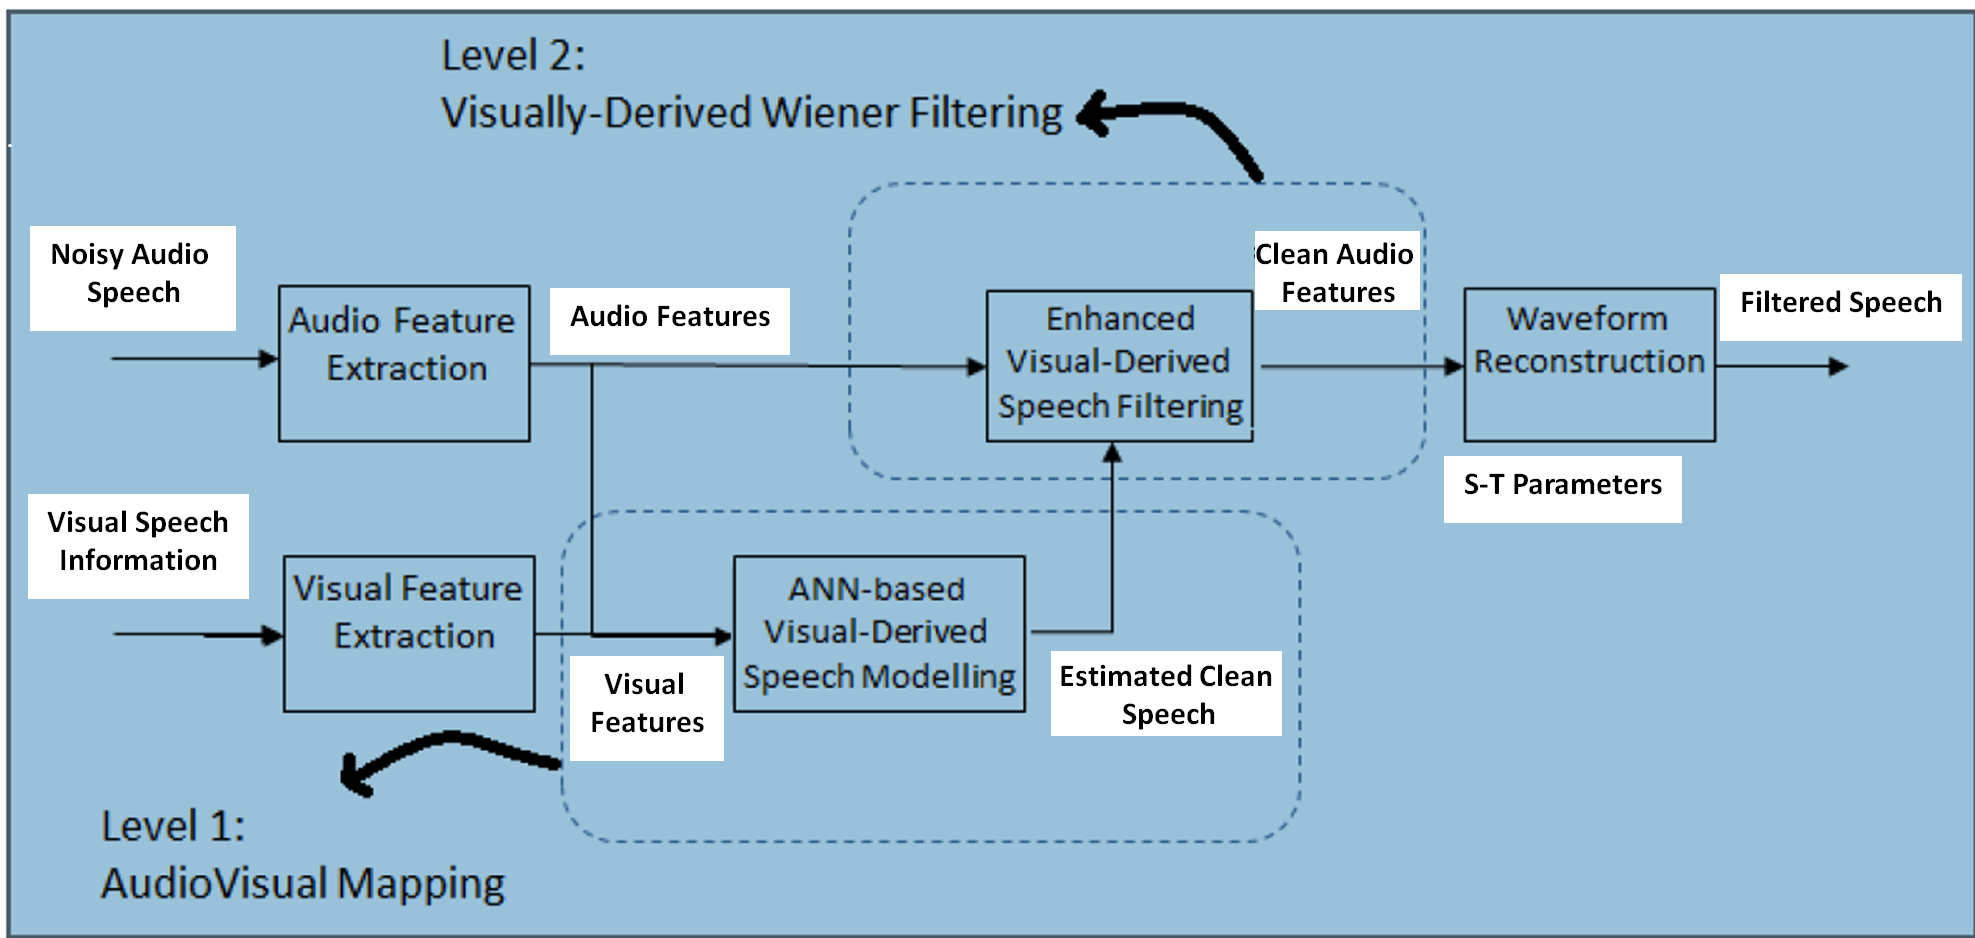 Level 2:
Visually-Derived Wiener Filtering
Noisy Audio
Speech
Audio Feature
Extraction
Audio Features
Enhanced
Visual-Derived
Speech Filtering
Clean Audio
Features
Waveform
Reconstruction
Filtered Speech
S-T Parameters
Visual Speech
Information
Visual Feature
Extraction
Visual
Features
ANN-based
Visual-Derived
Speech Modelling
Estimated Clean
Speech
Level 1:
AudioVisual Mapping